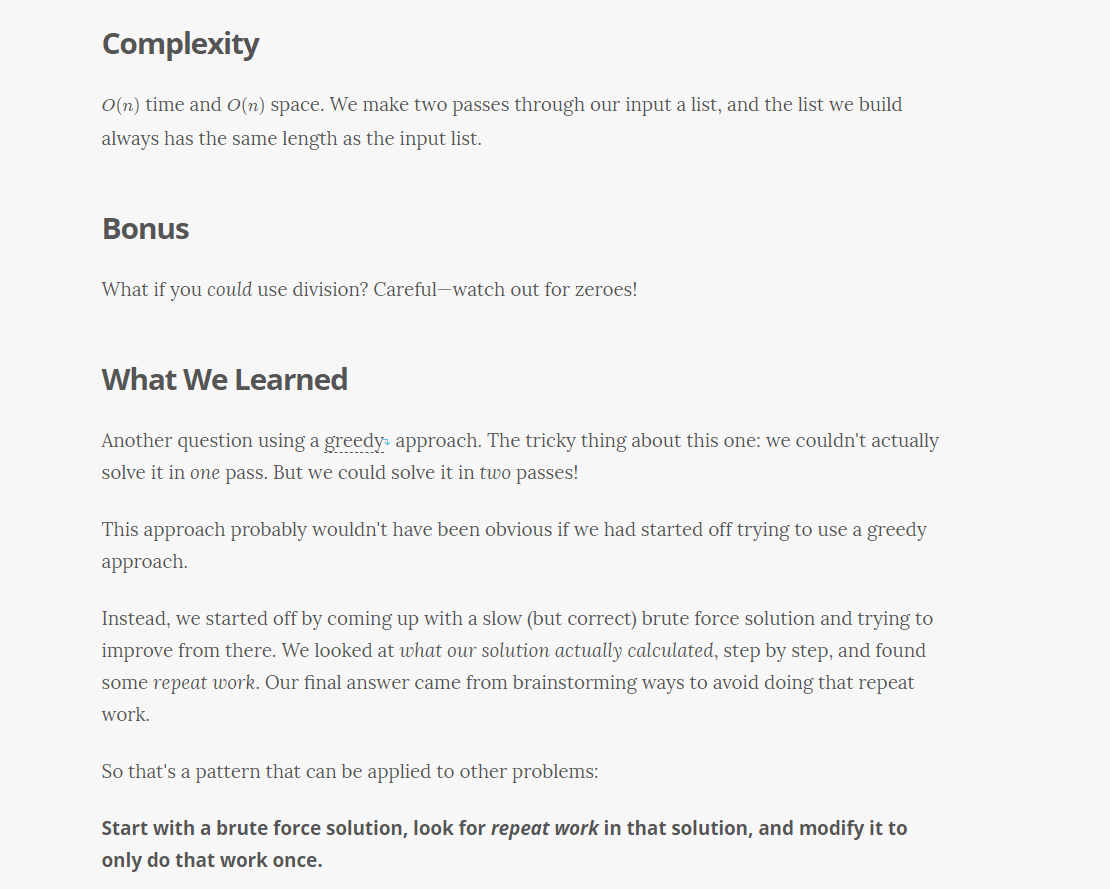 Complexity
O(n) time and O(n) space. We make two passes through our input a list, and the list we build
always has the same length as the input list.
Bonus
What if you could use division? Careful—watch out for zeroes!
What We Learned
Another question using a greedy approach. The tricky thing about this one: we couldn't actually
solve it in one pass. But we could solve it in two passes!
This approach probably wouldn't have been obvious if we had started off trying to use a greedy
approach.
Instead, we started off by coming up with a slow (but correct) brute force solution and trying to
improve from there. We looked at what our solution actually calculated, step by step, and found
some repeat work. Our final answer came from brainstorming ways to avoid doing that repeat
work.
So that's a pattern that can be applied to other problems:
Start with a brute force solution, look for repeat work in that solution, and modify it to
only do that work once.